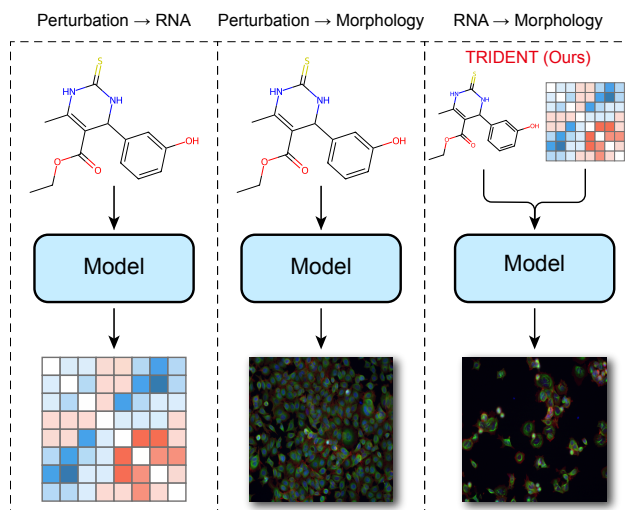 Perturbation → RNA
Perturbation → Morphology
RNA → Morphology
TRIDENT (Ours)
S
HN
NH
OH
O
O
S
HN
NH
OH
O
O
S
HN
NH
OH
O
O
Model
Model
Model